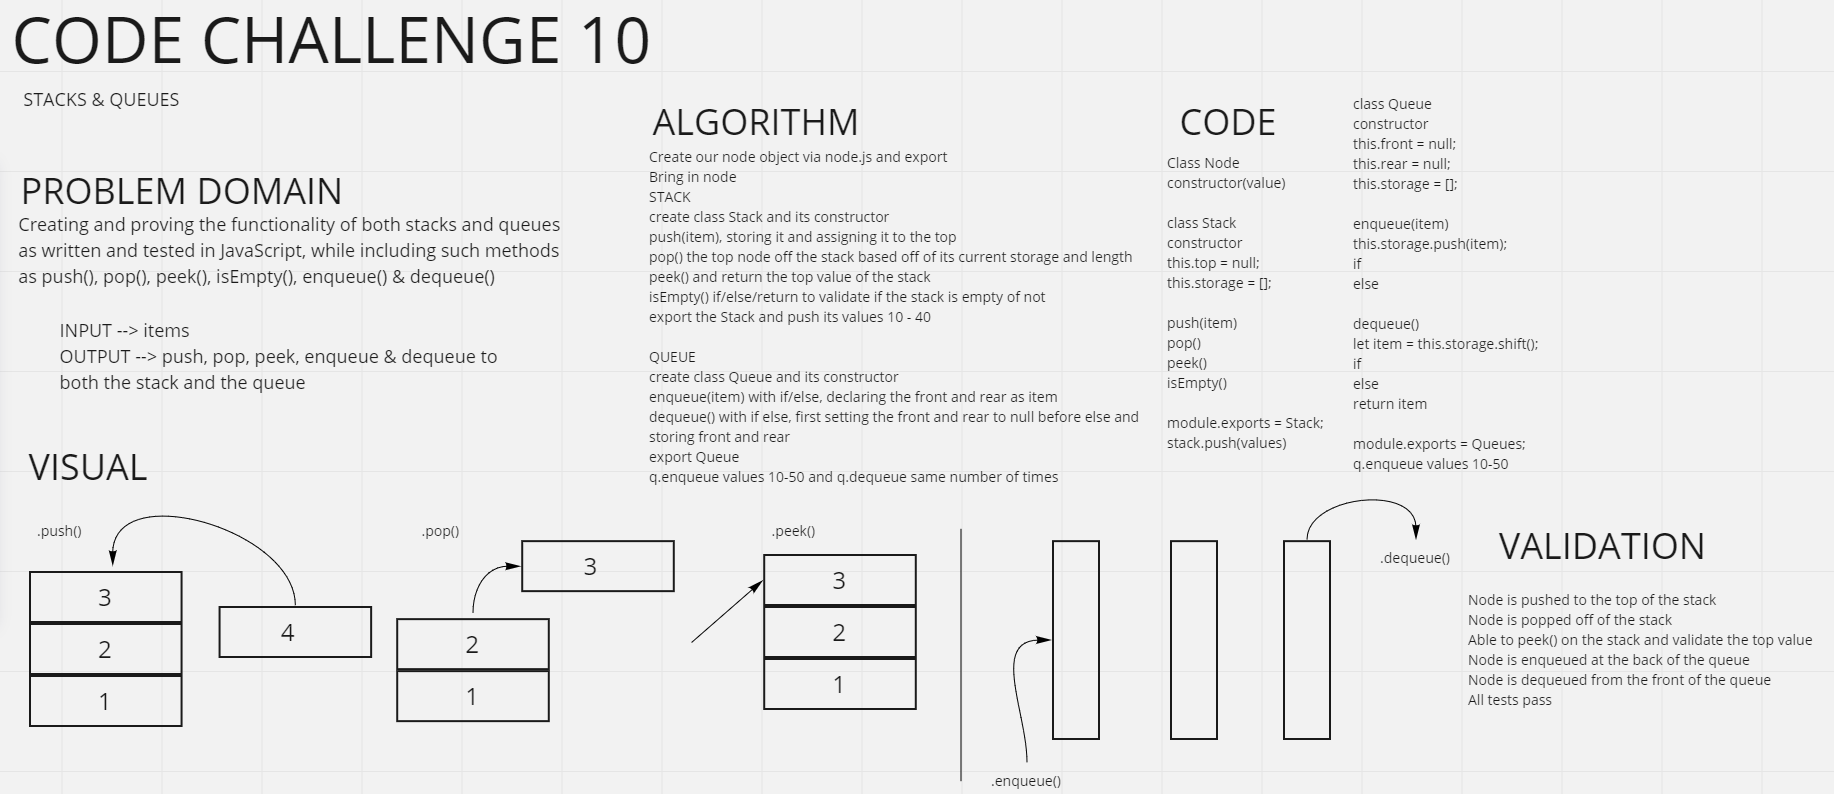 CODE CHALLENGE 10
STACKS & QUEUES
PROBLEM DOMAIN
Creating and proving the functionality of both stacks and queues
as written and tested in JavaScript, while including such methods
as push(), pop(), peek(), isEmpty(), enqueue() & dequeue()
INPUT --> items
OUTPUT --> push, pop, peek, enqueue & dequeue to
both the stack and the queue
ALGORITHM
Create our node object via node.js and export
Bring in node
STACK
create class Stack and its constructor
push(item), storing it and assigning it to the top
pop() the top node off the stack based off of its current storage and length
peek() and return the top value of the stack
isEmpty() if/else/return to validate if the stack is empty of not
export the Stack and push its values 10 - 40
QUEUE
create class Queue and its constructor
enqueue(item) with if/else, declaring the front and rear as item
dequeue() with if else, first setting the front and rear to null before else and
storing front and rear
export Queue
q.enqueue values 10-50 and q.dequeue same number of times
CODE
Class Node
constructor(value)
class Stack
constructor
this.top = null;
this.storage = [];
push(item)
pop()
peek()
isEmpty()
module.exports = Stack;
stack.push(values)
class Queue
constructor
this.front = null;
this.rear = null;
this.storage = [];
enqueue(item)
this.storage.push(item);
if
else
dequeue()
let item = this.storage.shift();
if
else
return item
module.exports = Queues;
q.enqueue values 10-50
VISUAL
.push()
3
2
1
4
.pop()
3
2
1
.peek()
3
2
1
.enqueue()
.dequeue()
VALIDATION
Node is pushed to the top of the stack
Node is popped off of the stack
Able to peek() on the stack and validate the top value
Node is enqueued at the back of the queue
Node is dequeued from the front of the queue
All tests pass